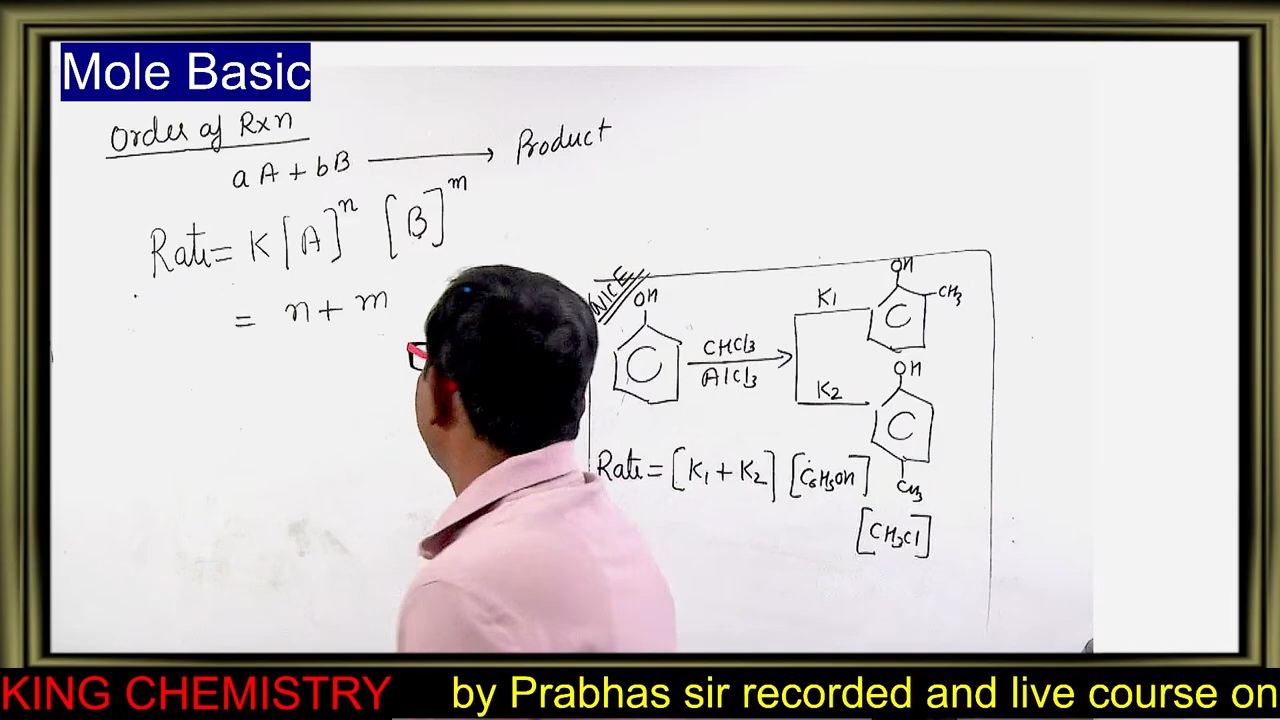 Mole Basic
Order of Rxn
aA + bB ⟶ Product
Rate = K [A]ⁿ [B]ᵐ
= n + m
OH
CHCl3
AlCl3
K1
OH
CH3
K2
OH
CH3
Rate = [K1 + K2] [C6H5OH]
[CH3Cl]
KING CHEMISTRY by Prabhas sir recorded and live course on